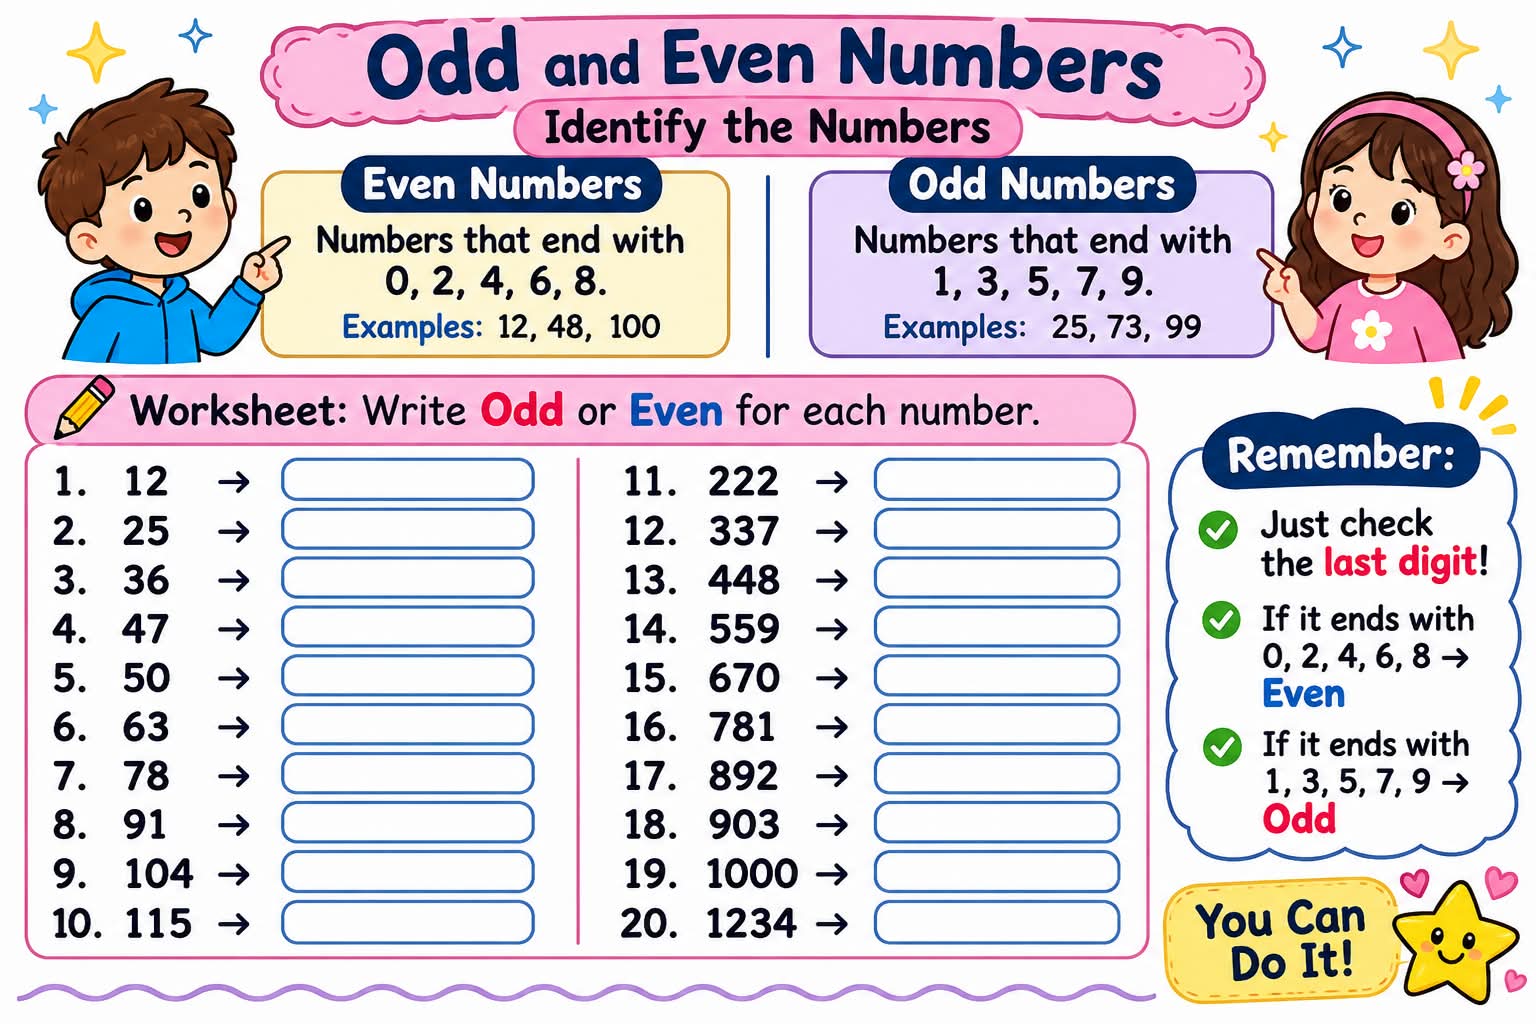 Odd and Even Numbers
Identify the Numbers
Even Numbers
Numbers that end with
0, 2, 4, 6, 8.
Examples: 12, 48, 100
Odd Numbers
Numbers that end with
1, 3, 5, 7, 9.
Examples: 25, 73, 99
Worksheet: Write Odd or Even for each number.
1. 12 →
2. 25 →
3. 36 →
4. 47 →
5. 50 →
6. 63 →
7. 78 →
8. 91 →
9. 104 →
10. 115 →
11. 222 →
12. 337 →
13. 448 →
14. 559 →
15. 670 →
16. 781 →
17. 892 →
18. 903 →
19. 1000 →
20. 1234 →
Remember:
Just check
the last digit!
If it ends with
0, 2, 4, 6, 8 →
Even
If it ends with
1, 3, 5, 7, 9 →
Odd
You Can
Do It!